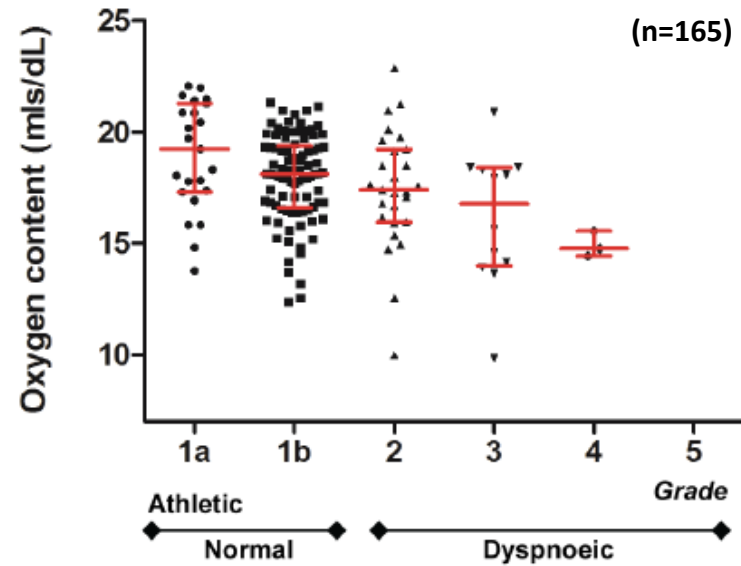 (n=165)
Oxygen content (mls/dL)
25
20
15
10
1a 1b 2 3 4 5
Grade
Athletic
Normal Dyspnoeic